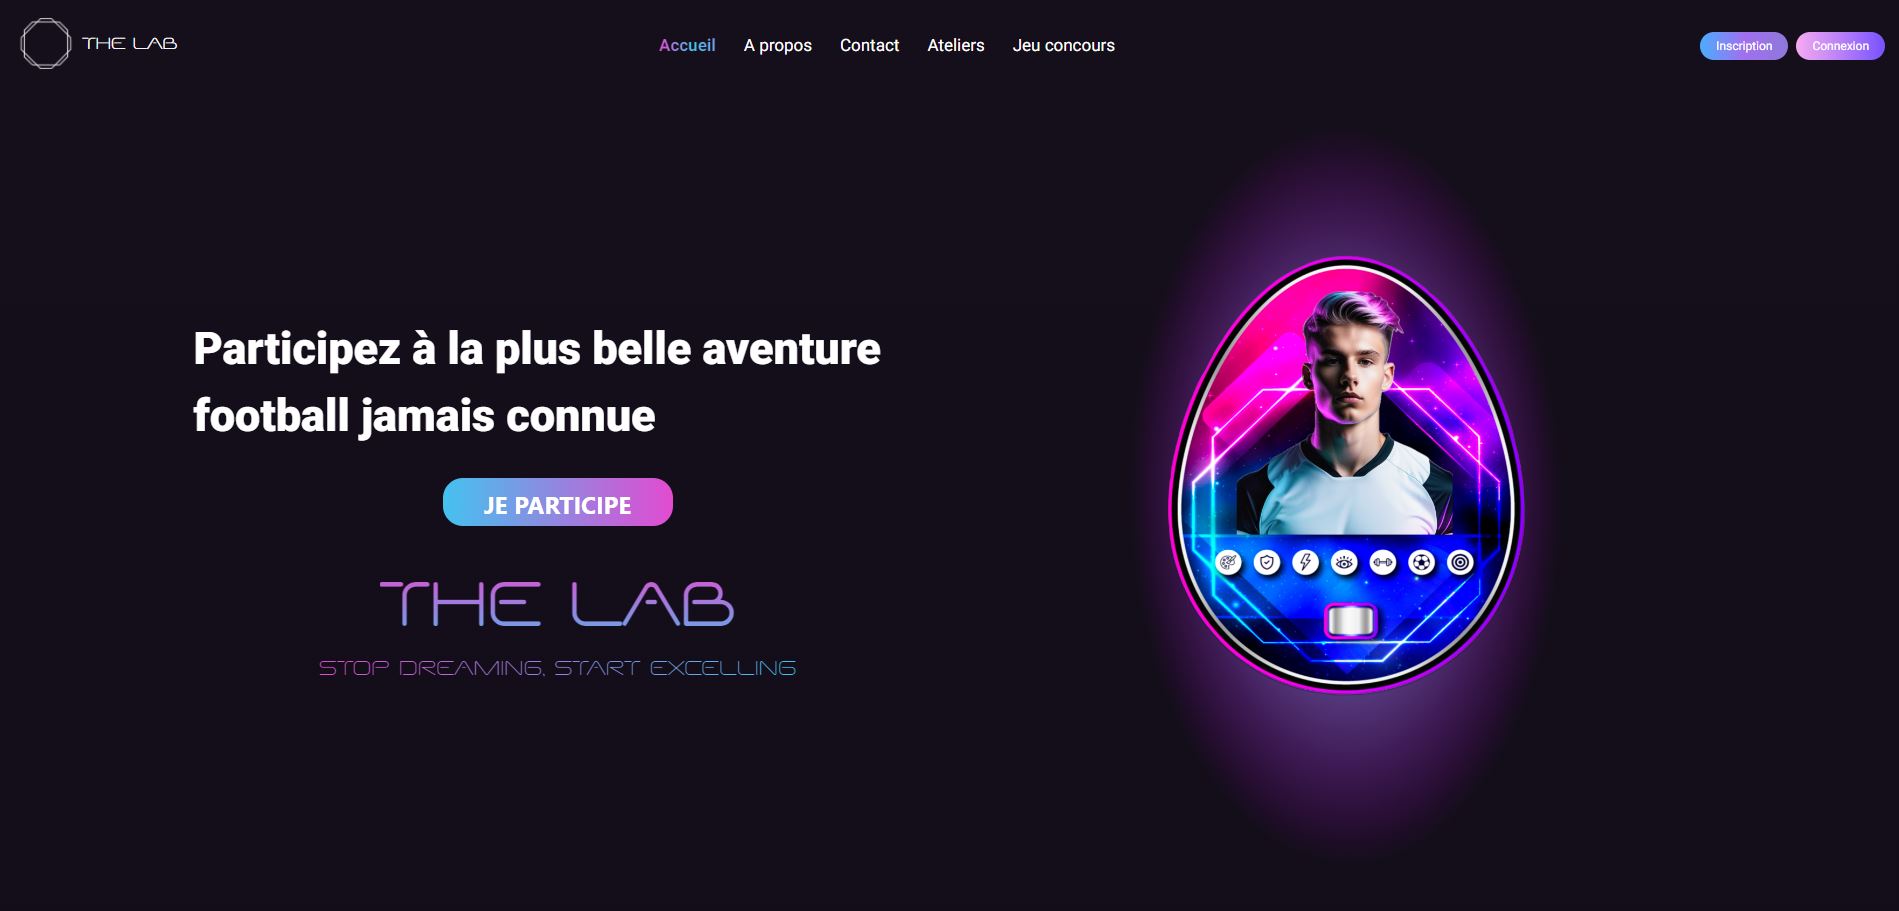 THE LAB
Accueil
A propos
Contact
Ateliers
Jeu concours
Inscription
Connexion
Participez à la plus belle aventure
football jamais connue
JE PARTICIPE
THE LAB
STOP DREAMING, START EXCELLING